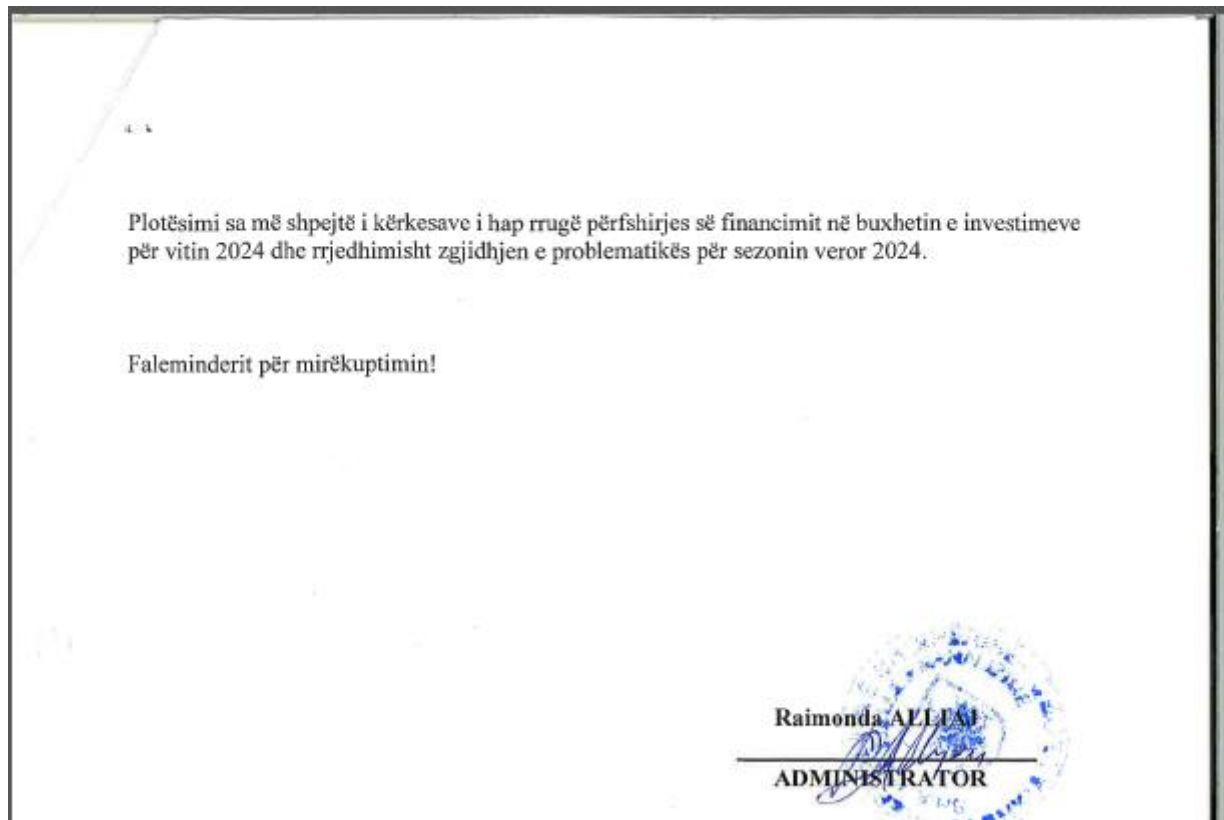 Plotësimi sa më shpejtë i kërkesave i hap rrugë përfshirjes së financimit në buxhetin e investimeve
për vitin 2024 dhe rrjedhimisht zgjidhjen e problematikës për sezonin veror 2024.
Faleminderit për mirëkuptimin!
Raimonda
ADMINISTRATOR